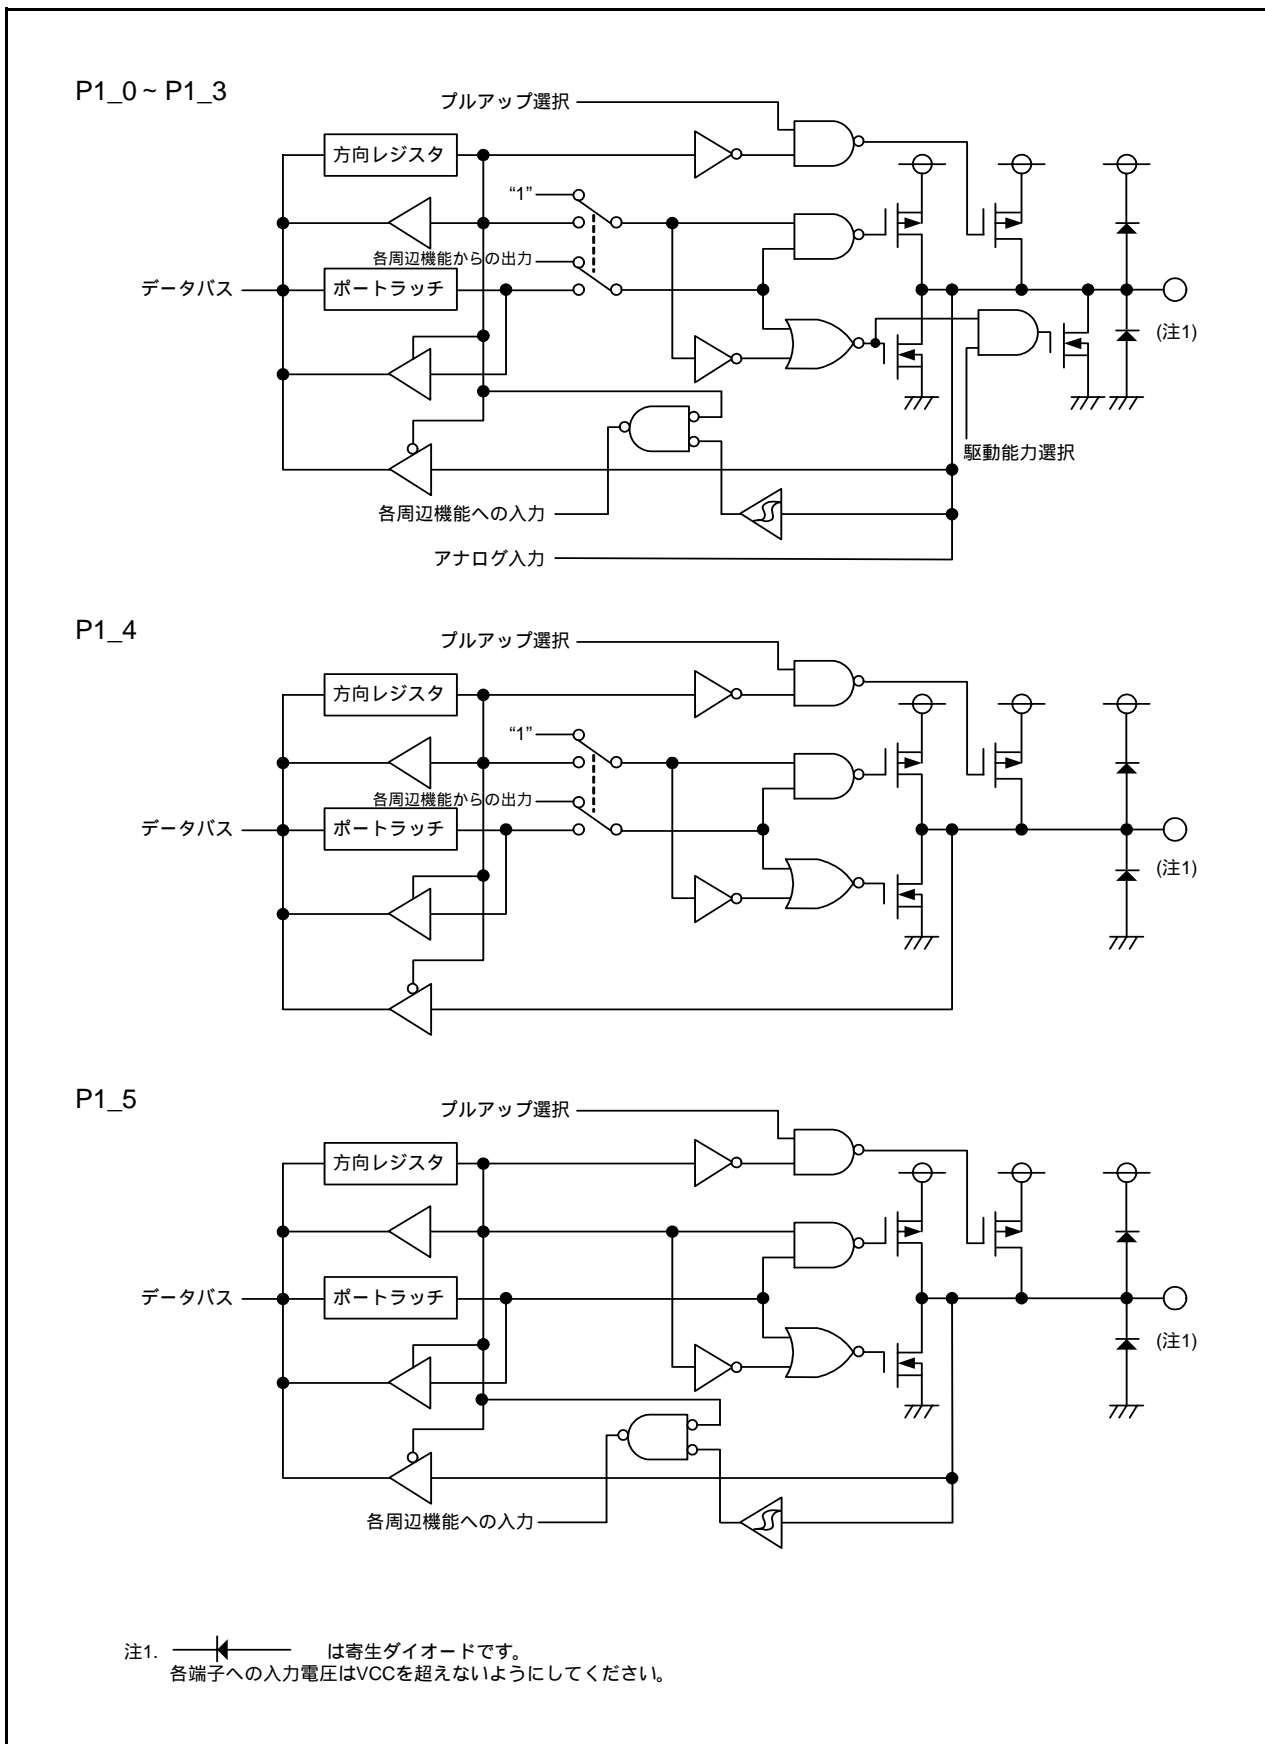 P1_0 ~ P1_3
プルアップ選択
方向レジスタ
“1”
各周辺機能からの出力
データバス
ポートラッチ
(注1)
駆動能力選択
各周辺機能への入力
アナログ入力
P1_4
プルアップ選択
方向レジスタ
“1”
各周辺機能からの出力
データバス
ポートラッチ
(注1)
P1_5
プルアップ選択
方向レジスタ
データバス
ポートラッチ
(注1)
各周辺機能への入力
注1. は寄生ダイオードです。
各端子への入力電圧はVCCを超えないようにしてください。